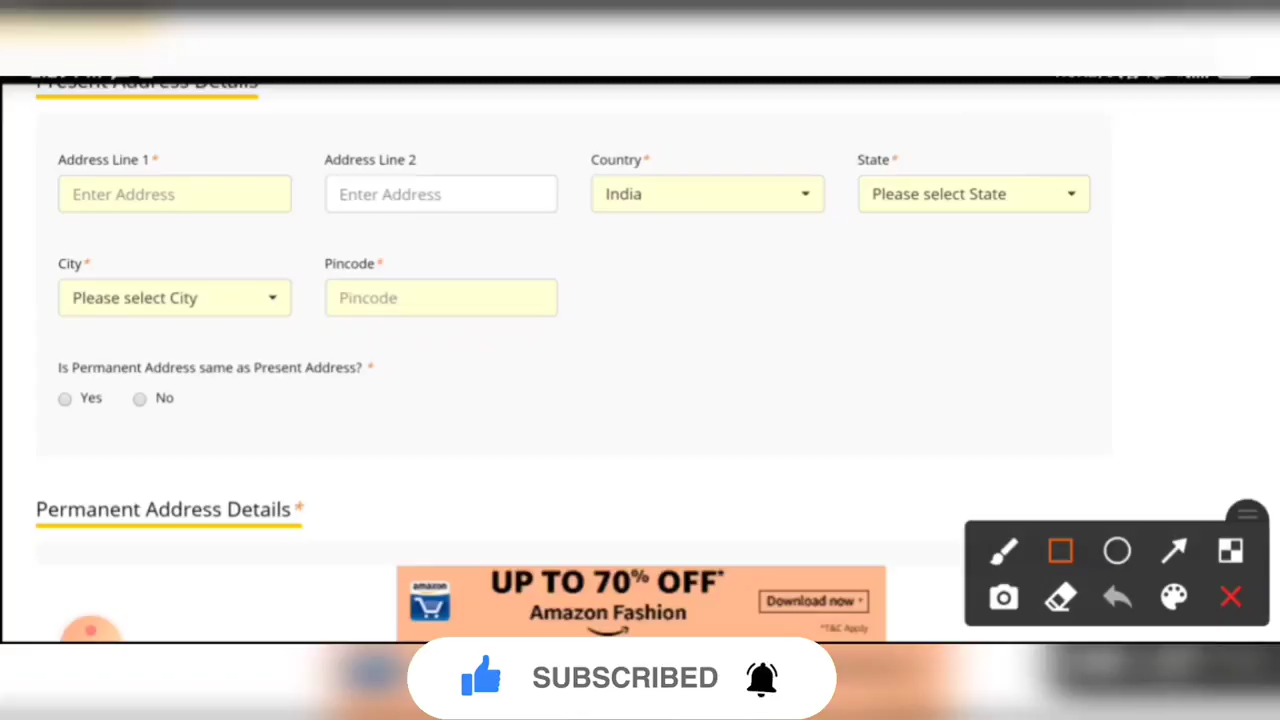 Present Address Details
Address Line 1*
Address Line 2
Country*
State*
Enter Address
Enter Address
India
Please select State
City*
Pincode*
Please select City
Pincode
Is Permanent Address same as Present Address? *
Yes
No
Permanent Address Details*
amazon
UP TO 70% OFF*
Amazon Fashion
Download now
*T&C Apply
SUBSCRIBED